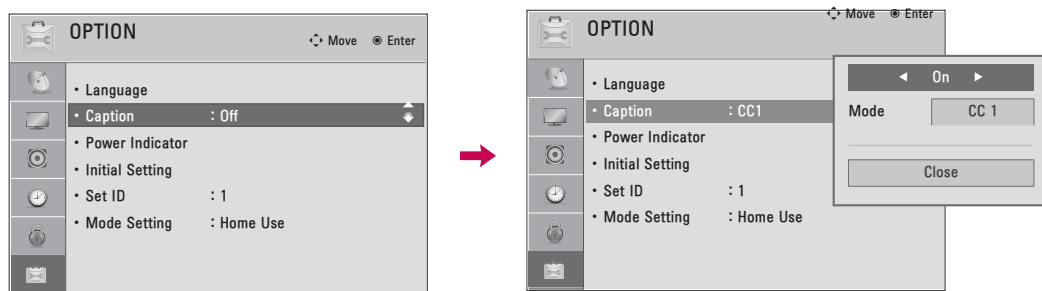 OPTION
Move Enter
• Language
• Caption : Off
• Power Indicator
• Initial Setting
• Set ID : 1
• Mode Setting : Home Use
OPTION
Move Enter
• Language
• Caption : CC1
• Power Indicator
• Initial Setting
• Set ID : 1
• Mode Setting : Home Use
◀ On ▶
Mode CC 1
Close